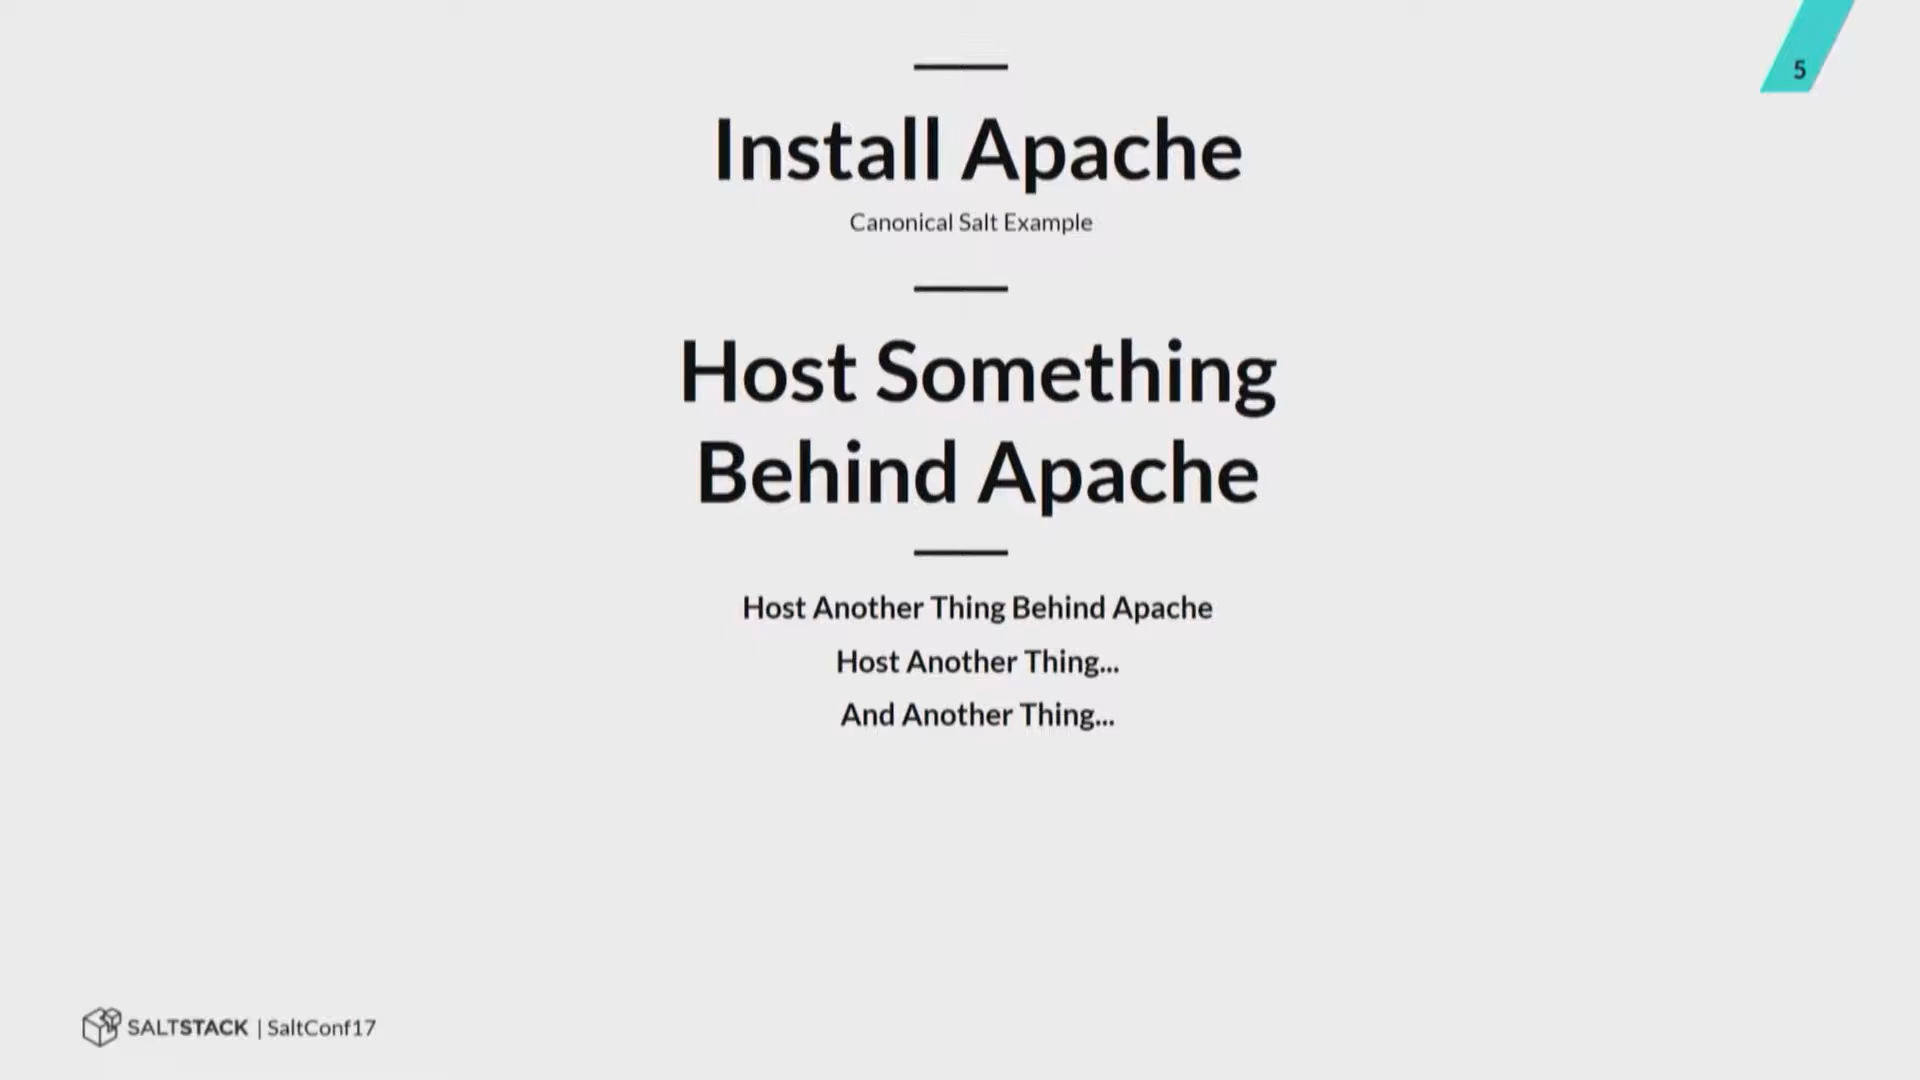 5
Install Apache
Canonical Salt Example
Host Something
Behind Apache
Host Another Thing Behind Apache
Host Another Thing...
And Another Thing...
SALTSTACK | SaltConf17